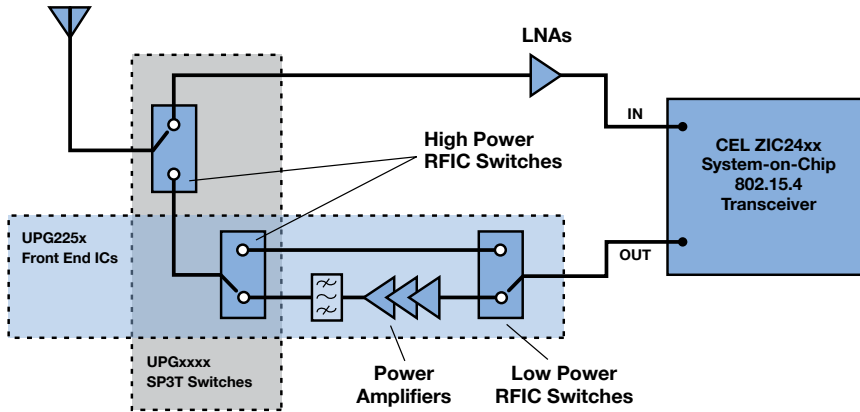 LNAs
IN
CEL ZIC24xx
System-on-Chip
802.15.4
Transceiver
High Power
RFIC Switches
UPG225x
Front End ICs
OUT
UPGxxxx
SP3T Switches
Power
Amplifiers
Low Power
RFIC Switches